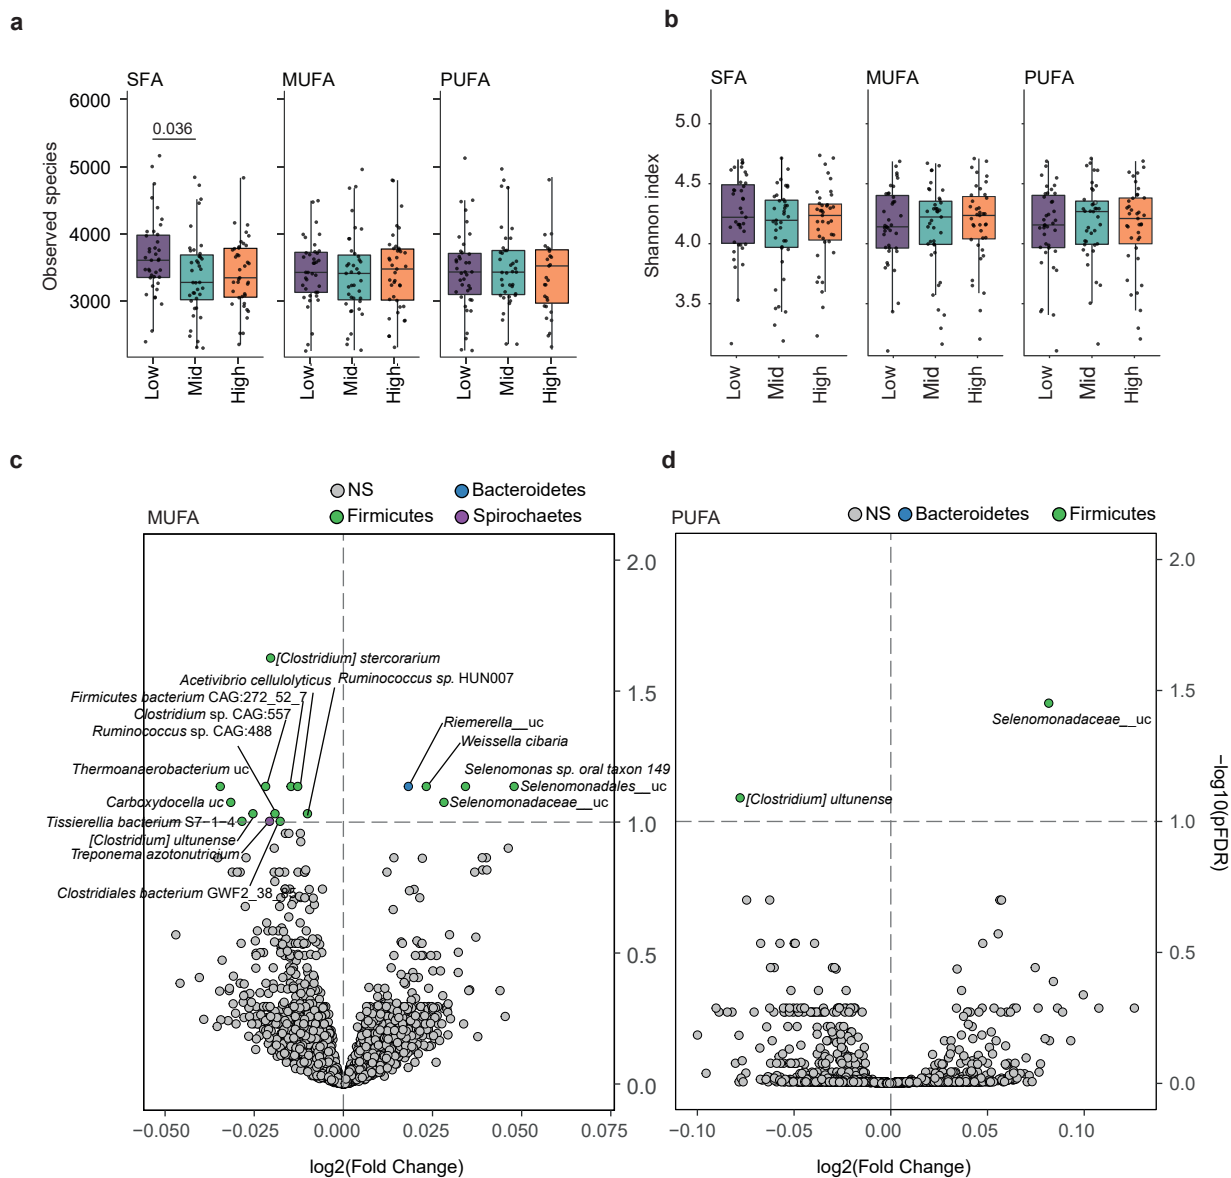 a
b
SFA
MUFA
PUFA
6000
5000
4000
3000
Observed species
0.036
Low
Mid
High
Low
Mid
High
Low
Mid
High
SFA
MUFA
PUFA
5.0
4.5
4.0
3.5
Shannon index
Low
Mid
High
Low
Mid
High
Low
Mid
High
c
NS
Bacteroidetes
Firmicutes
Spirochaetes
MUFA
[Clostridium] stercorarium
Acetivibrio cellulolyticus
Ruminococcus sp. HUN007
Firmicutes bacterium CAG:272_52_7
Clostridium sp. CAG:557
Ruminococcus sp. CAG:488
Riemerella__uc
Weissella cibaria
Thermoanaerobacterium uc
Selenomonas sp. oral taxon 149
Selenomonadales__uc
Carboxydocella uc
Selenomonadaceae__uc
Tissierellia bacterium S7−1−4
[Clostridium] ultunense
Treponema azotonutricium
Clostridiales bacterium GWF2_38_85
2.0
1.5
1.0
0.5
0.0
−0.050
−0.025
0.000
0.025
0.050
0.075
log2(Fold Change)
d
PUFA
NS
Bacteroidetes
Firmicutes
Selenomonadaceae__uc
[Clostridium] ultunense
2.0
1.5
1.0
0.5
0.0
−log10(pFDR)
−0.10
−0.05
0.00
0.05
0.10
log2(Fold Change)